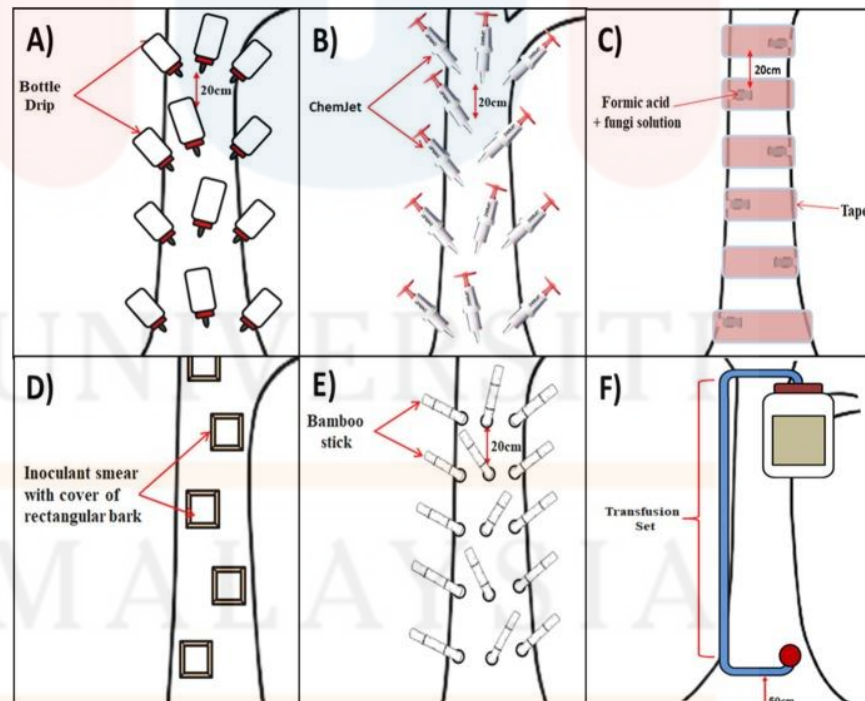 A)
Bottle
Drip
20cm
B)
ChemJet
20cm
C)
20cm
Formic acid
+ fungi solution
Tape
D)
Inoculant smear
with cover of
rectangular bark
E)
Bamboo
stick
20cm
F)
Transfusion
Set
50cm
UNIVERSITI
MALAYSIA